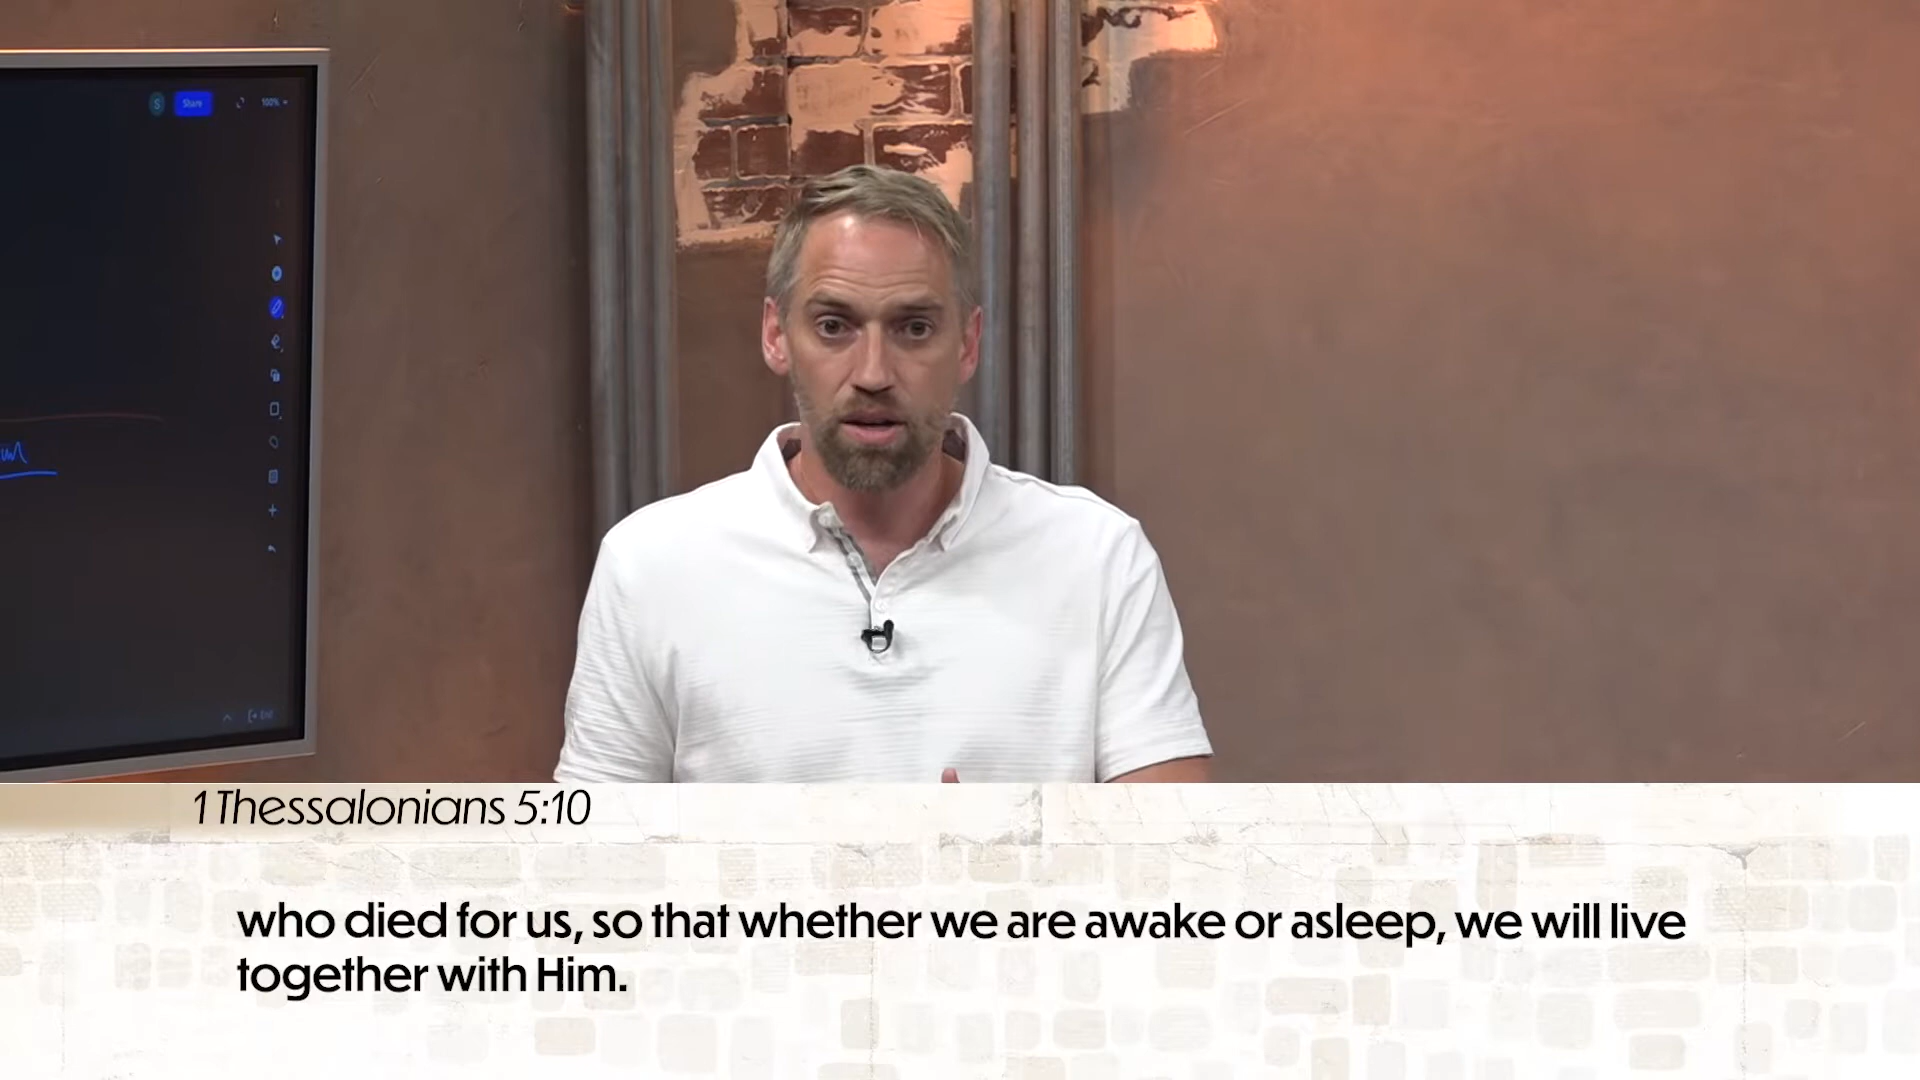 S Share 100%
1 Thessalonians 5:10
who died for us, so that whether we are awake or asleep, we will live
together with Him.